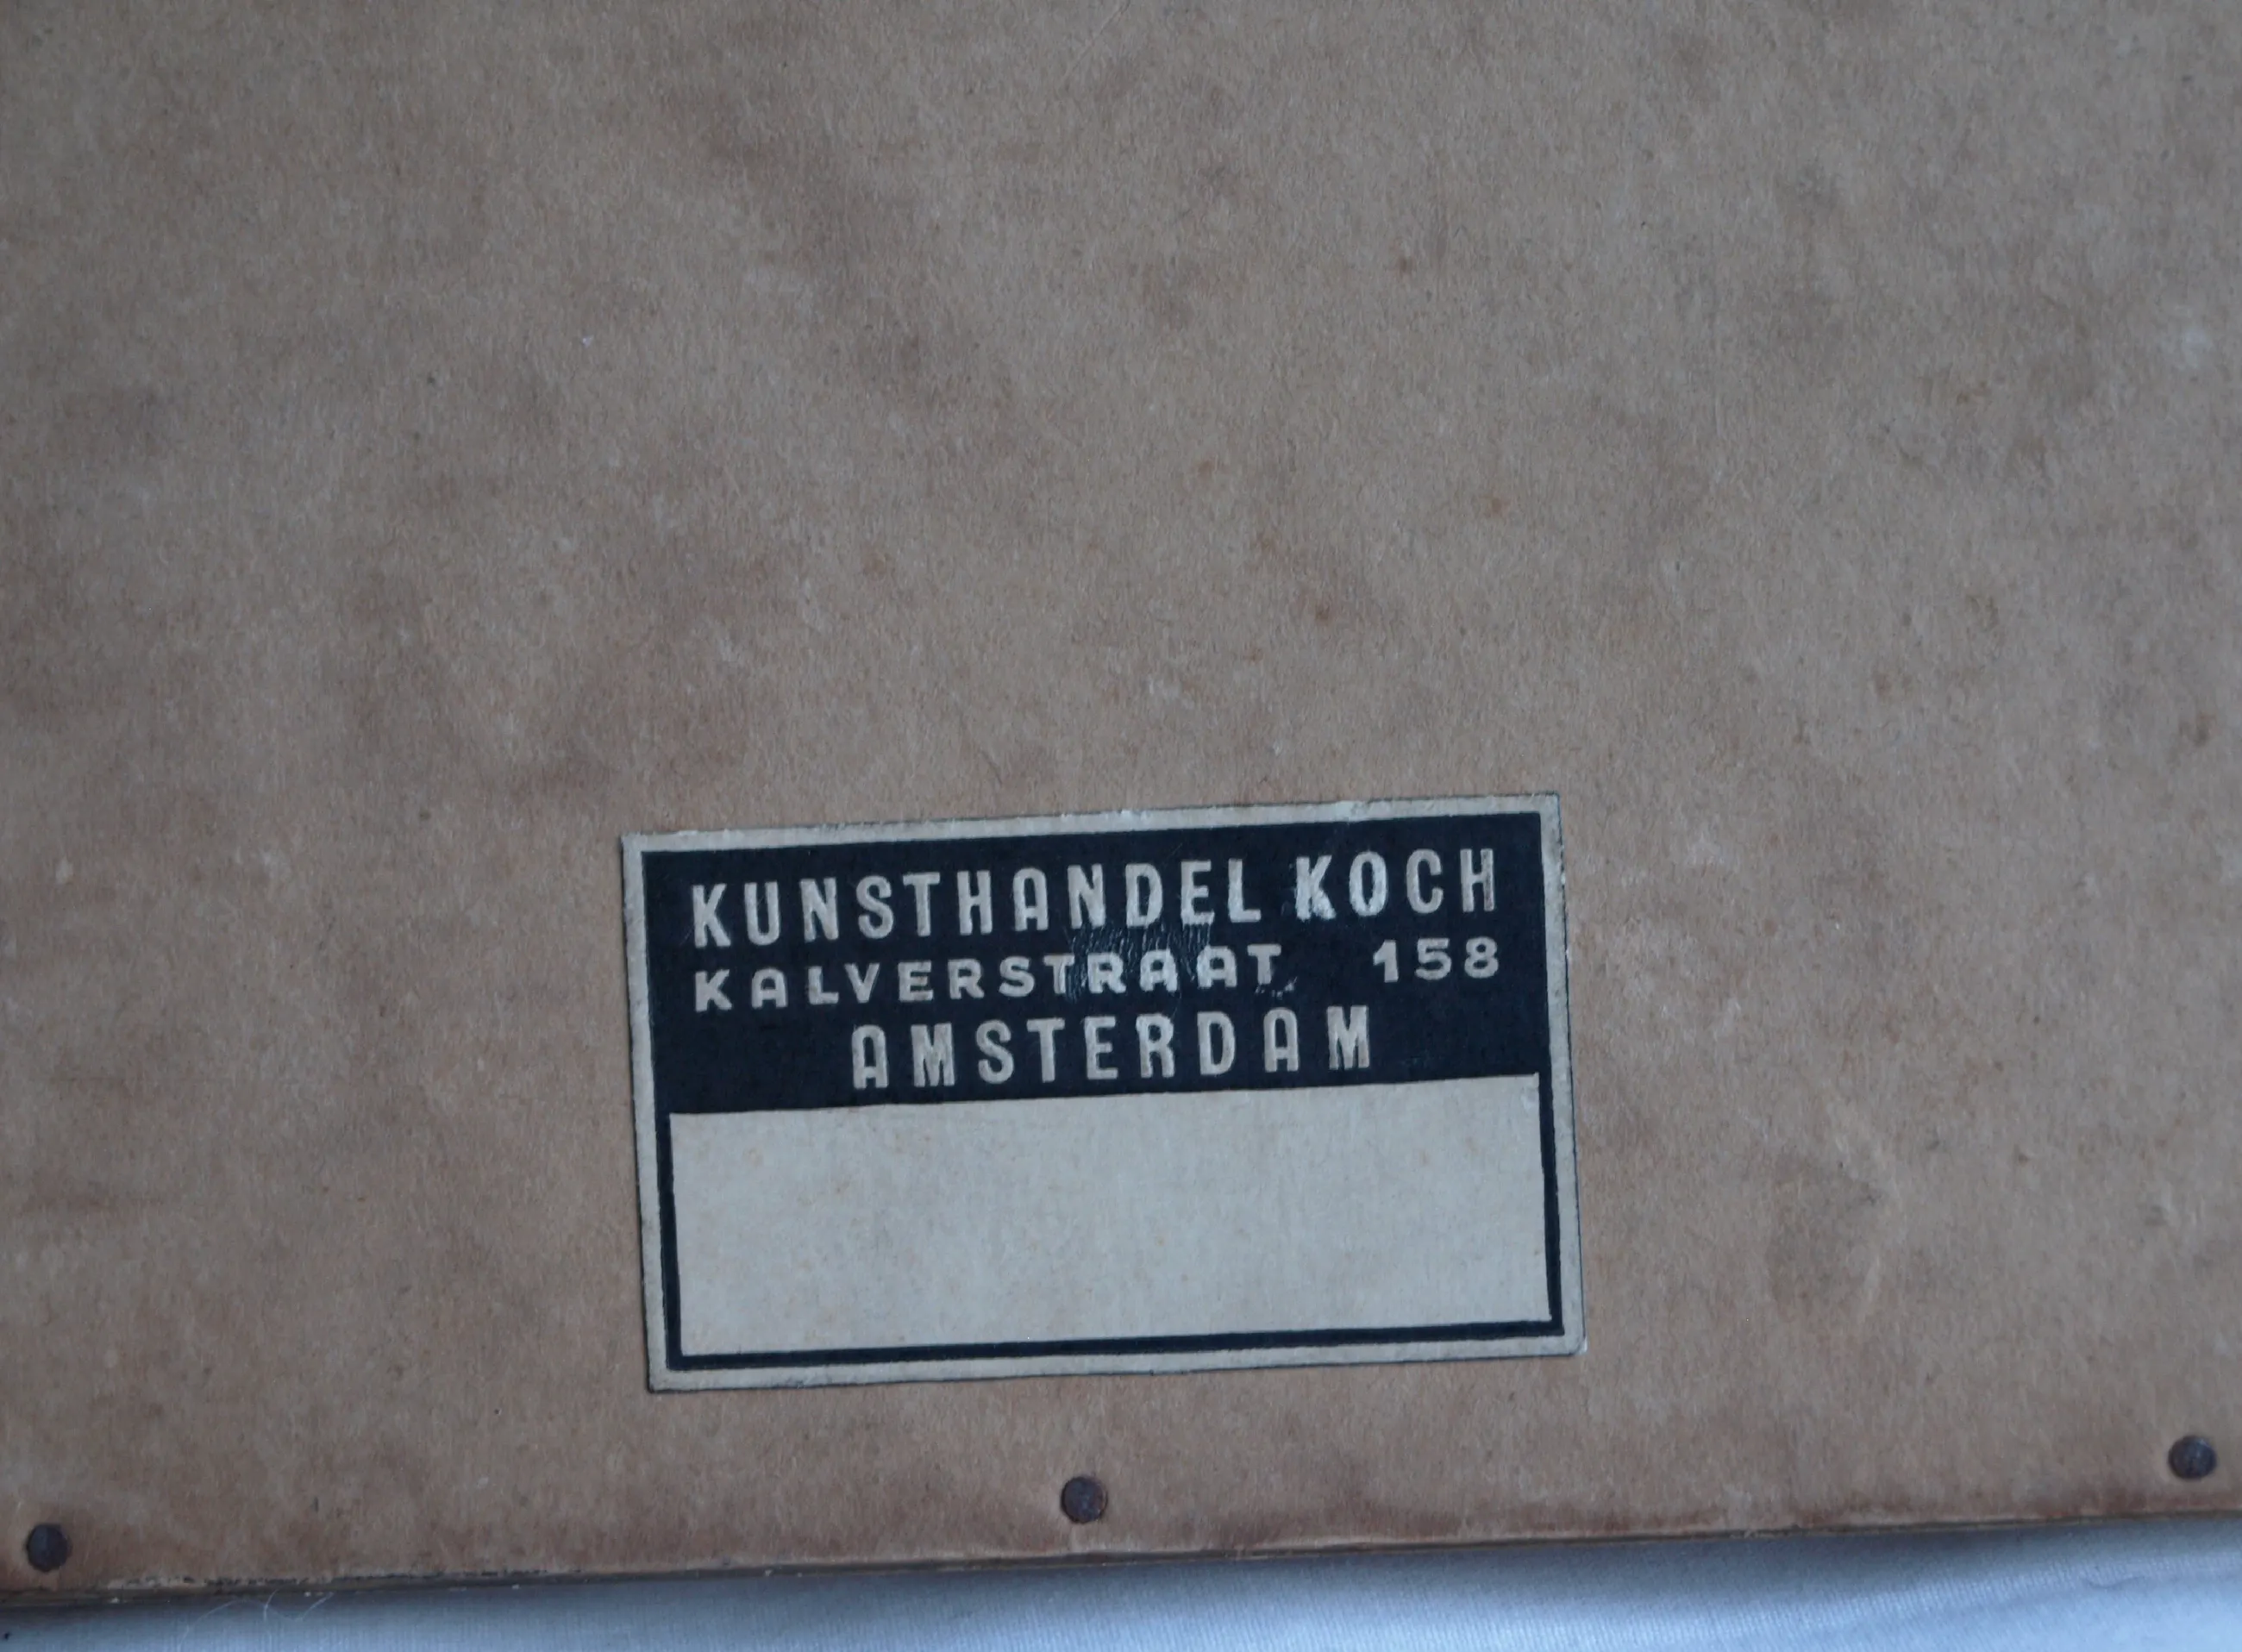 KUNSTHANDEL KOCH
KALVERSTRAAT 158
AMSTERDAM